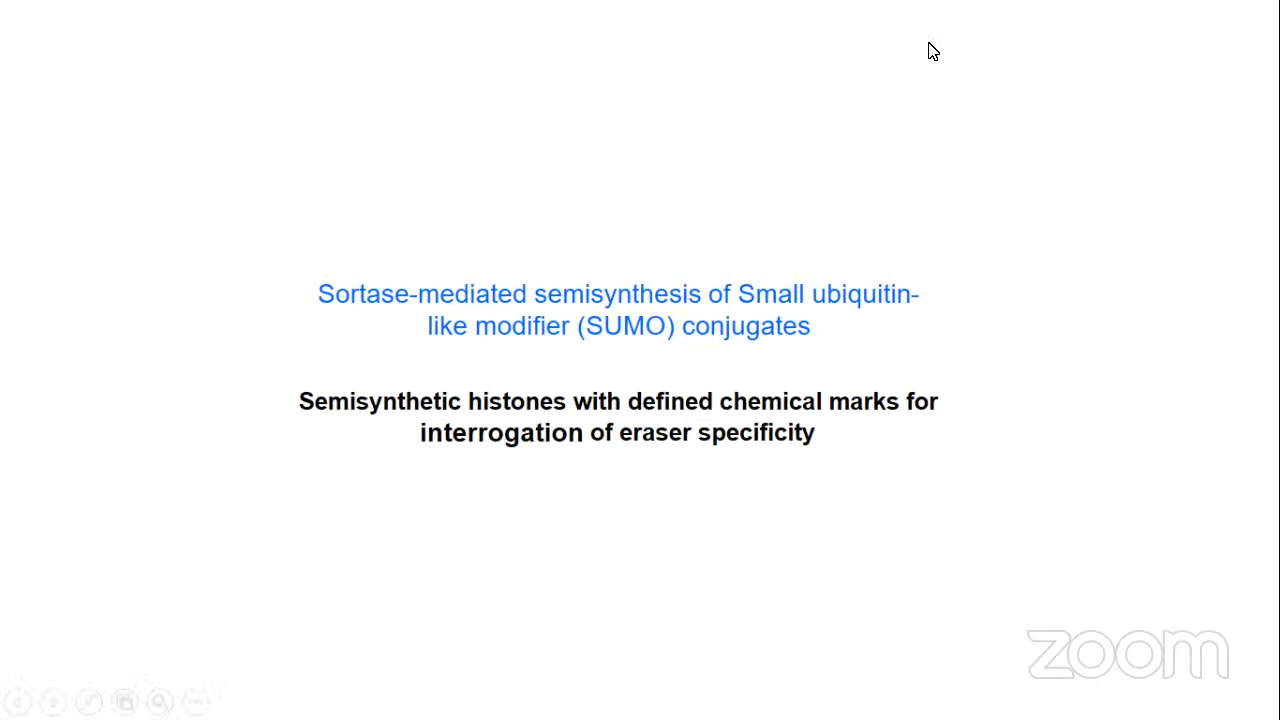 Sortase-mediated semisynthesis of Small ubiquitin-
like modifier (SUMO) conjugates
Semisynthetic histones with defined chemical marks for
interrogation of eraser specificity
zoom